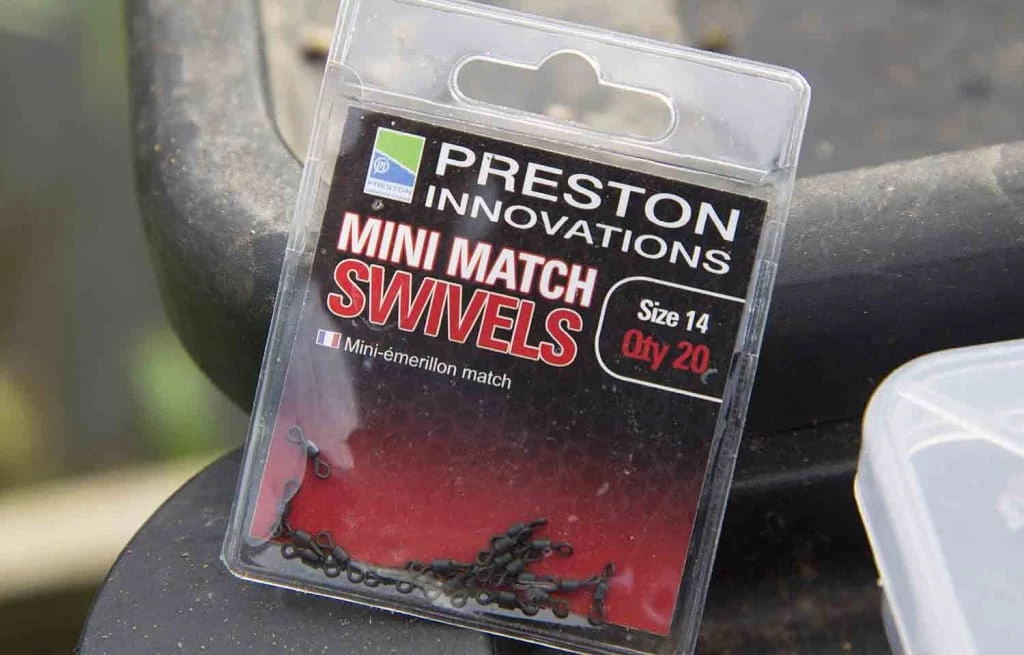 PRESTON
PRESTON
INNOVATIONS
MINI MATCH
SWIVELS
Size 14
Qty 20
Mini-émerillon match